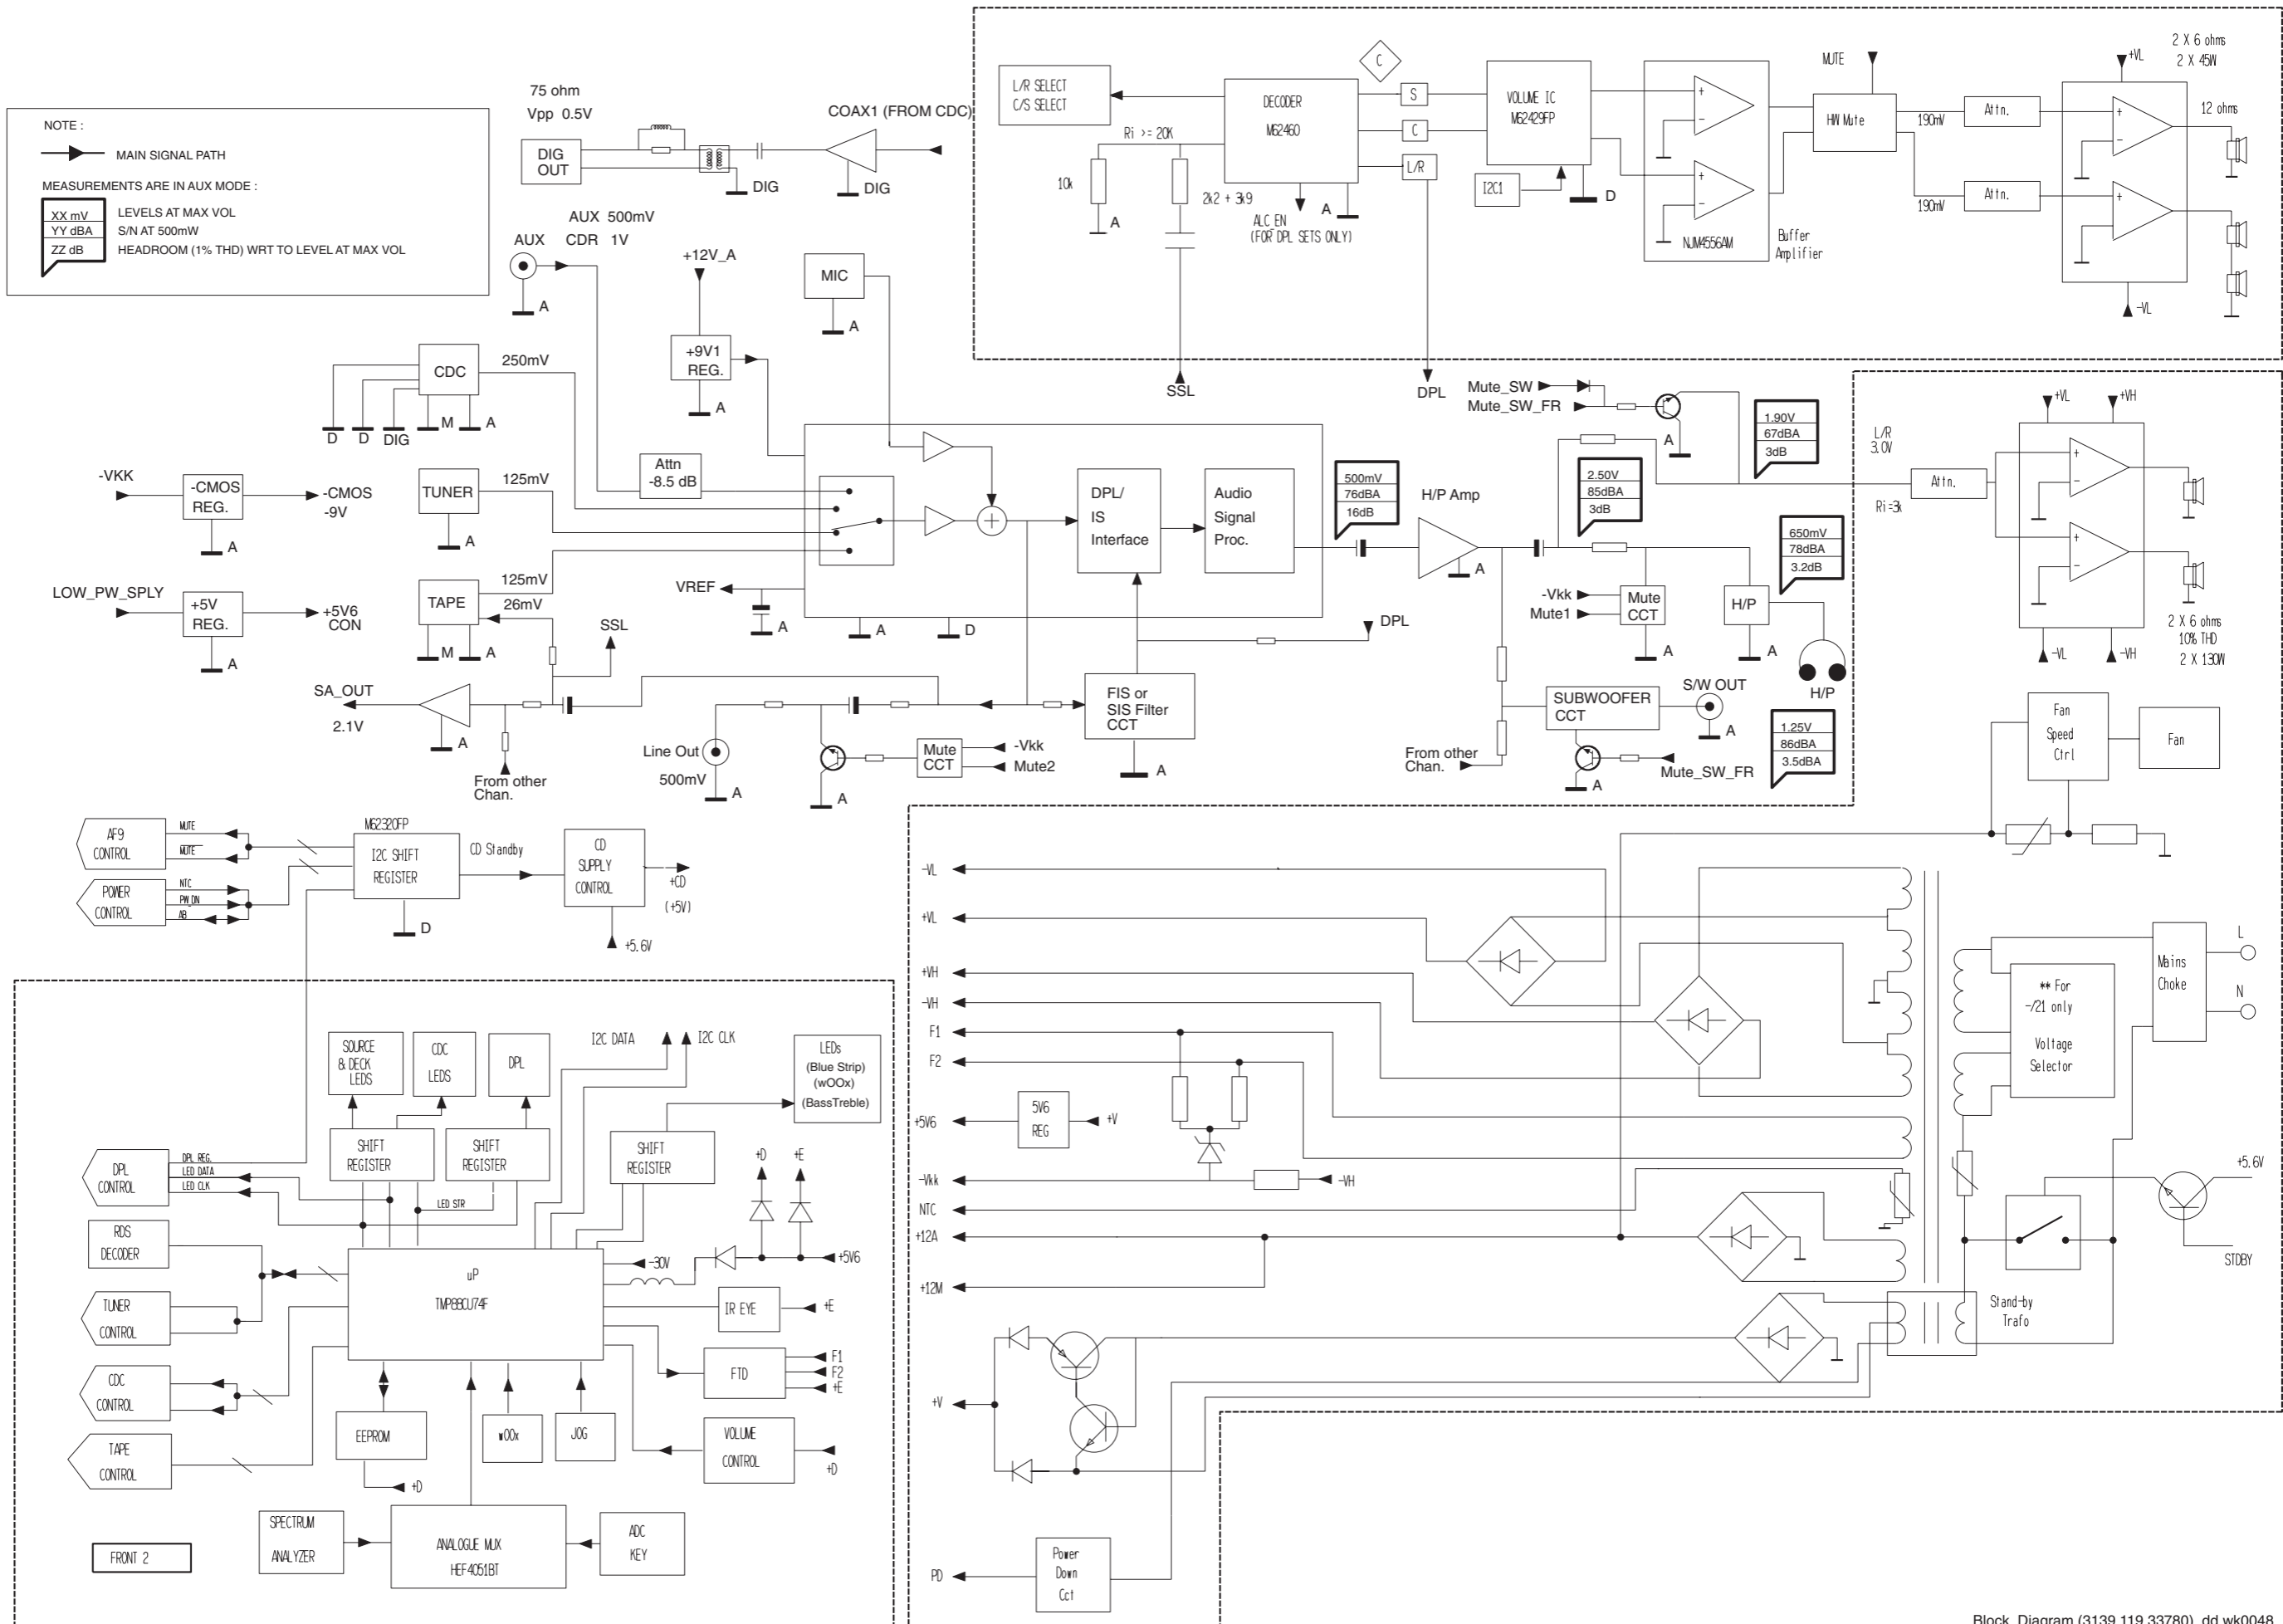 NOTE :
MAIN SIGNAL PATH
MEASUREMENTS ARE IN AUX MODE :
XX mV
YY dBA
ZZ dB
LEVELS AT MAX VOL
S/N AT 500mW
HEADROOM (1% THD) WRT TO LEVEL AT MAX VOL
75 ohm
Vpp 0.5V
DIG
OUT
COAX1 (FROM CDC)
DIG
DIG
AUX 500mV
CDR 1V
AUX
A
+12V_A
+9V1
REG.
A
MIC
A
CDC
250mV
D
D
DIG
M
A
-VKK
-CMOS
REG.
-CMOS
-9V
A
TUNER
125mV
A
Attn
-8.5 dB
LOW_PW_SPLY
+5V
REG.
+5V6
CON
A
TAPE
125mV
26mV
M
A
SSL
VREF
A
A
D
SA_OUT
2.1V
A
From other
Chan.
DPL/
IS
Interface
Audio
Signal
Proc.
500mV
76dBA
16dB
H/P Amp
A
DPL
FIS or
SIS Filter
CCT
A
Line Out
500mV
A
A
Mute
CCT
-Vkk
Mute2
L/R SELECT
C/S SELECT
DECODER
M62460
Ri >= 20K
10k
A
2k2 + 3k9
ALC EN
(FOR DPL SETS ONLY)
A
SSL
C
S
C
L/R
DPL
VOLUME IC
M62429FP
I2C1
D
+
-
+
-
NJM4556AM
Buffer
Amplifier
MUTE
HW Mute
190mV
190mV
Attn.
Attn.
+VL
2 X 6 ohms
2 X 45W
12 ohms
+
-
+
-
-VL
Mute_SW
Mute_SW_FR
A
1.90V
67dBA
3dB
2.50V
85dBA
3dB
650mV
78dBA
3.2dB
-Vkk
Mute1
Mute
CCT
A
H/P
A
H/P
From other
Chan.
SUBWOOFER
CCT
S/W OUT
A
Mute_SW_FR
A
1.25V
86dBA
3.5dBA
L/R
3.0V
Ri=3k
Attn.
+VL
+VH
+
-
+
-
-VL
-VH
2 X 6 ohms
10% THD
2 X 130W
Fan
Speed
Ctrl
Fan
AF9
CONTROL
MUTE
MUTE
POWER
CONTROL
NTC
PW_DN
AB
M62320FP
I2C SHIFT
REGISTER
D
CD Standby
CD
SUPPLY
CONTROL
+CD
(+5V)
+5.6V
SOURCE
& DECK
LEDS
CDC
LEDS
DPL
I2C DATA
I2C CLK
LEDs
(Blue Strip)
(wOOx)
(BassTreble)
SHIFT
REGISTER
SHIFT
REGISTER
SHIFT
REGISTER
DPL
CONTROL
DPL REG.
LED DATA
LED CLK
LED STR
+D
+E
+5V6
RDS
DECODER
uP
TMP88CU74F
-30V
TUNER
CONTROL
IR EYE
+E
CDC
CONTROL
FTD
F1
F2
+E
TAPE
CONTROL
EEPROM
+D
wOOx
JOG
VOLUME
CONTROL
+D
SPECTRUM
ANALYZER
ANALOGUE MUX
HEF4051BT
ADC
KEY
FRONT 2
-VL
+VL
+VH
-VH
F1
F2
+5V6
5V6
REG
+V
-Vkk
-VH
NTC
+12A
+12M
+V
PD
Power
Down
Cct
Mains
Choke
L
N
** For
-/21 only
Voltage
Selector
+5.6V
STDBY
Stand-by
Trafo
Block Diagram (3139 119 33780) dd wk0048